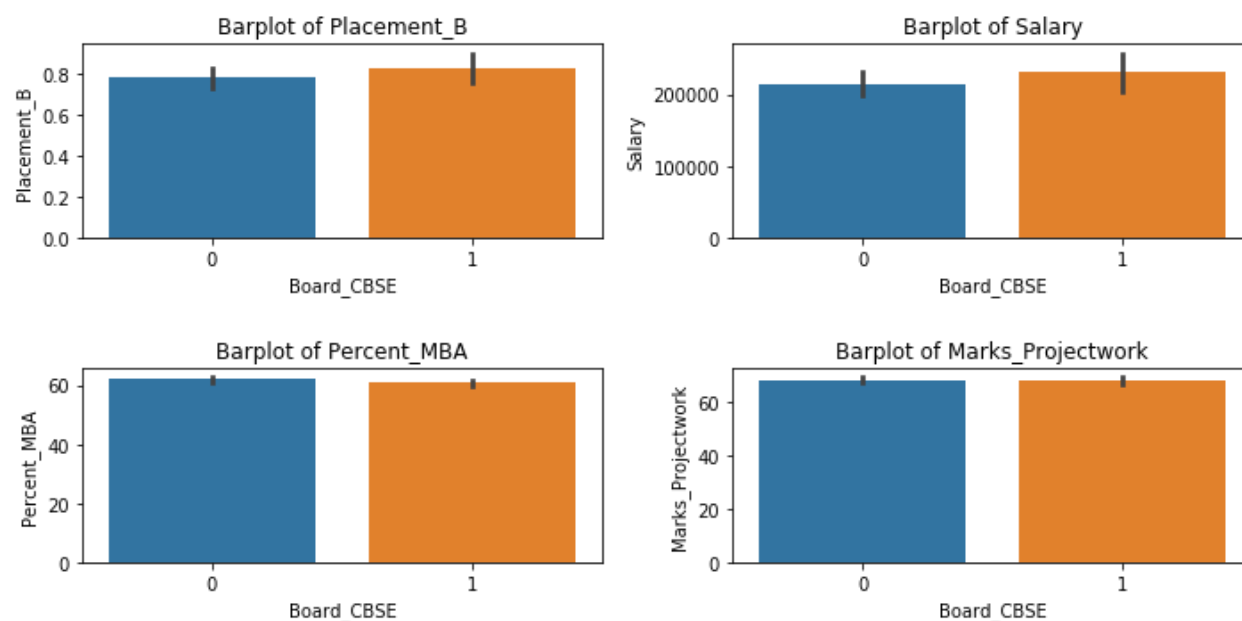 Barplot of Placement_B
Placement_B
0.8
0.6
0.4
0.2
0.0
0 1
Board_CBSE
Barplot of Salary
Salary
200000
100000
0
0 1
Board_CBSE
Barplot of Percent_MBA
Percent_MBA
60
40
20
0
0 1
Board_CBSE
Barplot of Marks_Projectwork
Marks_Projectwork
60
40
20
0
0 1
Board_CBSE